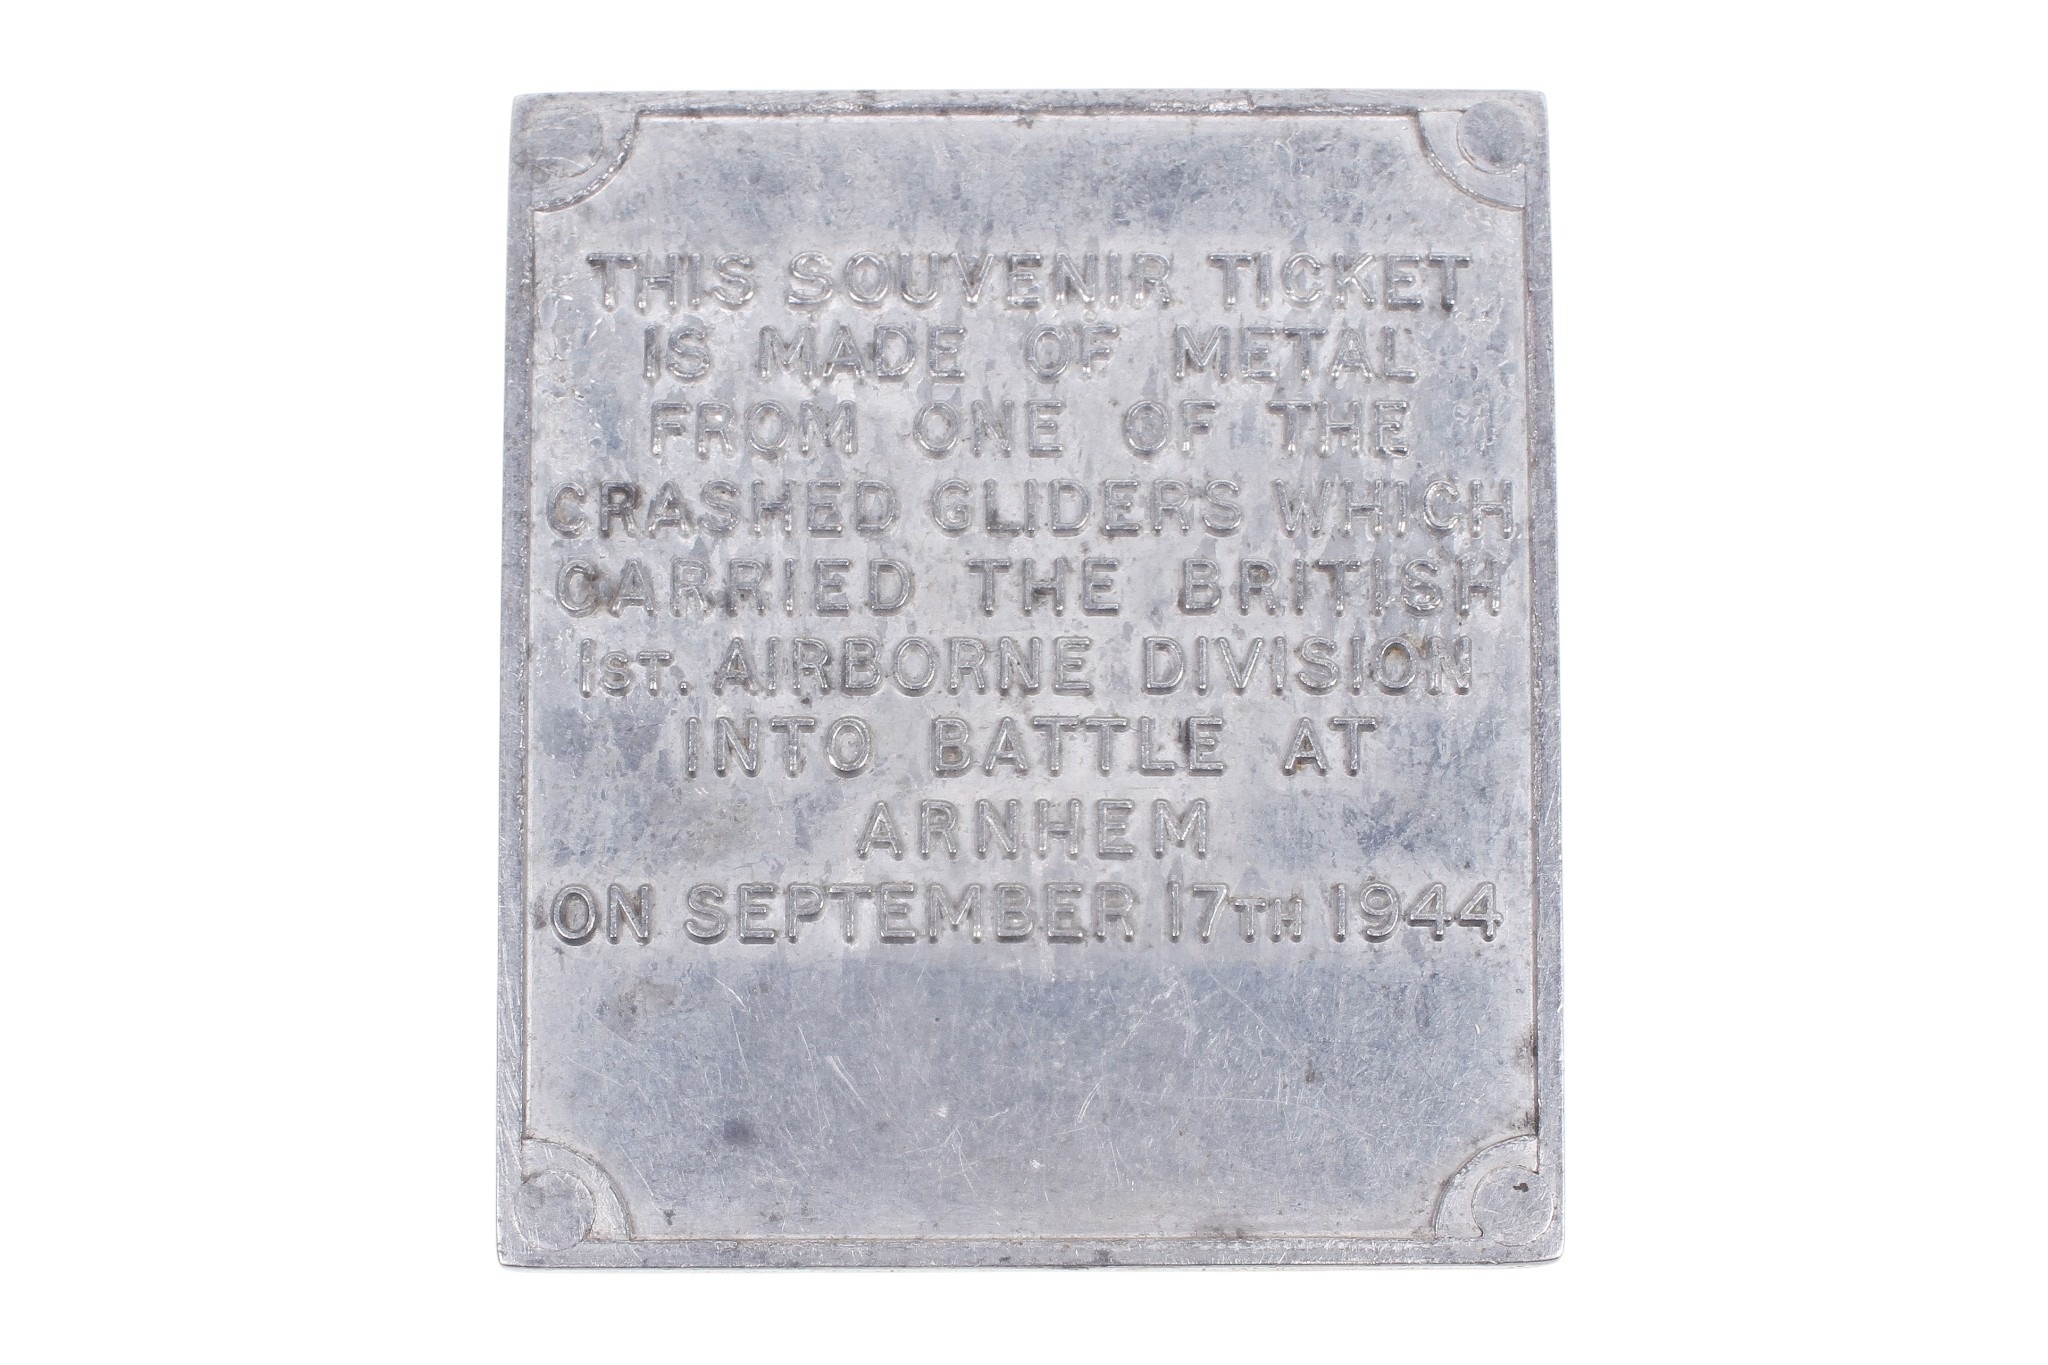 THIS SOUVENIR TICKET
IS MADE OF METAL
FROM ONE OF THE
CRASHED GLIDERS WHICH
CARRIED THE BRITISH
1ST. AIRBORNE DIVISION
INTO BATTLE AT
ARNHEM
ON SEPTEMBER 17TH 1944